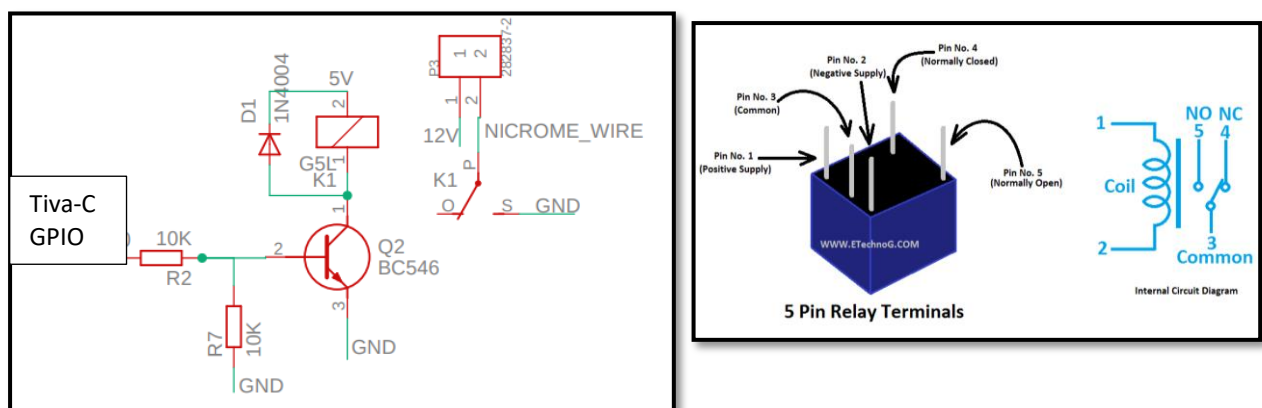 5V
2
D1
1N4004
G5L
1
K1
1
Tiva-C
GPIO
10K
R2
2
Q2
BC546
3
R7
10K
GND
GND
P3
1
2
282837-2
1
2
12V
NICROME_WIRE
P
K1
O
S
GND
Pin No. 4
(Normally Closed)
Pin No. 2
(Negative Supply)
Pin No. 3
(Common)
Pin No. 1
(Positive Supply)
Pin No. 5
(Normally Open)
WWW.ETechnoG.COM
5 Pin Relay Terminals
1
NO
NC
5
4
Coil
2
3
Common
Internal Circuit Diagram